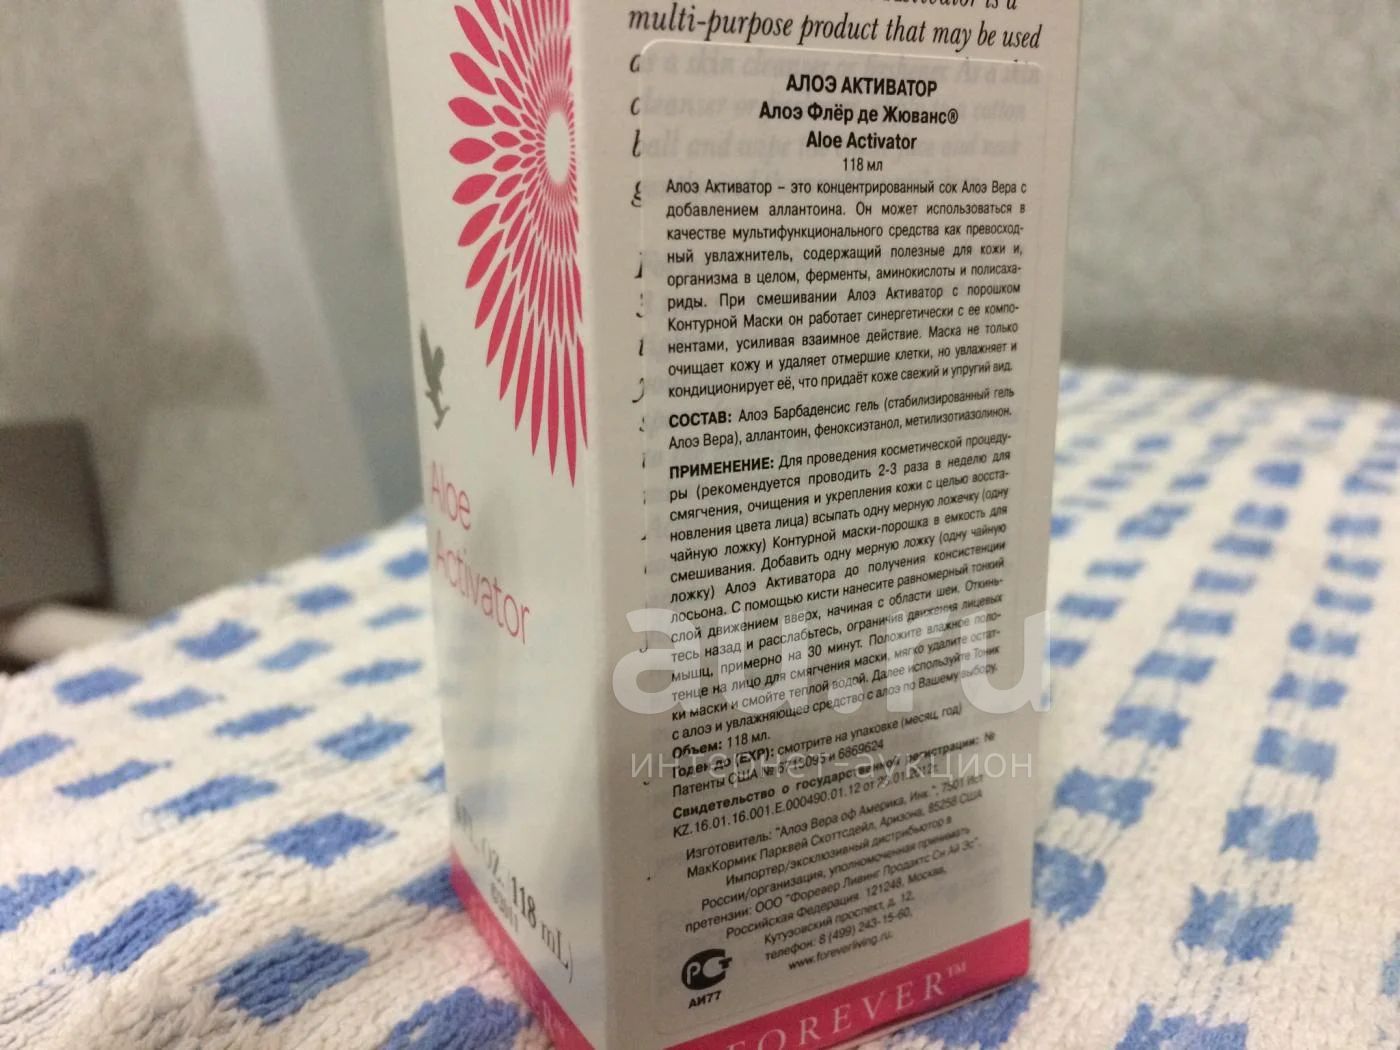 multi-purpose product that may be used
АЛОЭ АКТИВАТОР
Алоэ Флёр де Жюванс®
Aloe Activator
118 мл
Алоэ Активатор – это концентрированный сок Алоэ Вера с
добавлением аллантоина. Он может использоваться в
качестве мультифункционального средства как превосход-
ный увлажнитель, содержащий полезные для кожи и,
организма в целом, ферменты, аминокислоты и полисаха-
риды. При смешивании Алоэ Активатор с порошком
Контурной Маски он работает синергетически с ее компо-
нентами, усиливая взаимное действие. Маска не только
очищает кожу и удаляет отмершие клетки, но увлажняет и
кондиционирует её, что придаёт коже свежий и упругий вид.
СОСТАВ: Алоэ Барбаденсис гель (стабилизированный гель
Алоэ Вера), аллантоин, феноксиэтанол, метилизотиазолинон.
ПРИМЕНЕНИЕ: Для проведения косметической процеду-
ры (рекомендуется проводить 2-3 раза в неделю для
смягчения, очищения и укрепления кожи с целью восста-
новления цвета лица) всыпать одну мерную ложечку (одну
чайную ложку) Контурной маски-порошка в емкость для
смешивания. Добавить одну мерную ложку (одну чайную
ложку) Алоэ Активатора до получения консистенции
лосьона. С помощью кисти нанесите равномерный тонкий
слой движением вверх, начиная с области шеи. Откинь-
тесь назад и расслабьтесь, ограничив движения лицевых
мышц, примерно на 30 минут. Положите влажное поло-
тенце на лицо для смягчения маски, мягко удалите остат-
ки маски и смойте теплой водой. Далее используйте Тоник
с алоэ и увлажняющее средство с алоэ по Вашему выбору.
Объем: 118 мл.
Годен до (EXP): смотрите на упаковке (месяц, год)
Патенты США № и 6869624
Свидетельство о государственной регистрации: №
KZ.16.01.16.001.E.000490.01.12 от
Изготовитель: "Алоэ Вера оф Америка, Инк.", 7501 Ист
МакКормик Парквей Скоттсдейл, Аризона, 85258 США
Импортер/эксклюзивный дистрибьютор в
России/организация, уполномоченная принимать
претензии: ООО "Форевер Ливинг Продактс Си Ай Эс",
Российская Федерация, 121248, Москва,
Кутузовский проспект, д. 12,
телефон: 8 (499) 243-15-60,
www.foreverliving.ru.
РСТ
АИ77
FOREVER™
Aloe
Activator
FL. OZ. (118 mL)
au.ru
интернет-аукцион